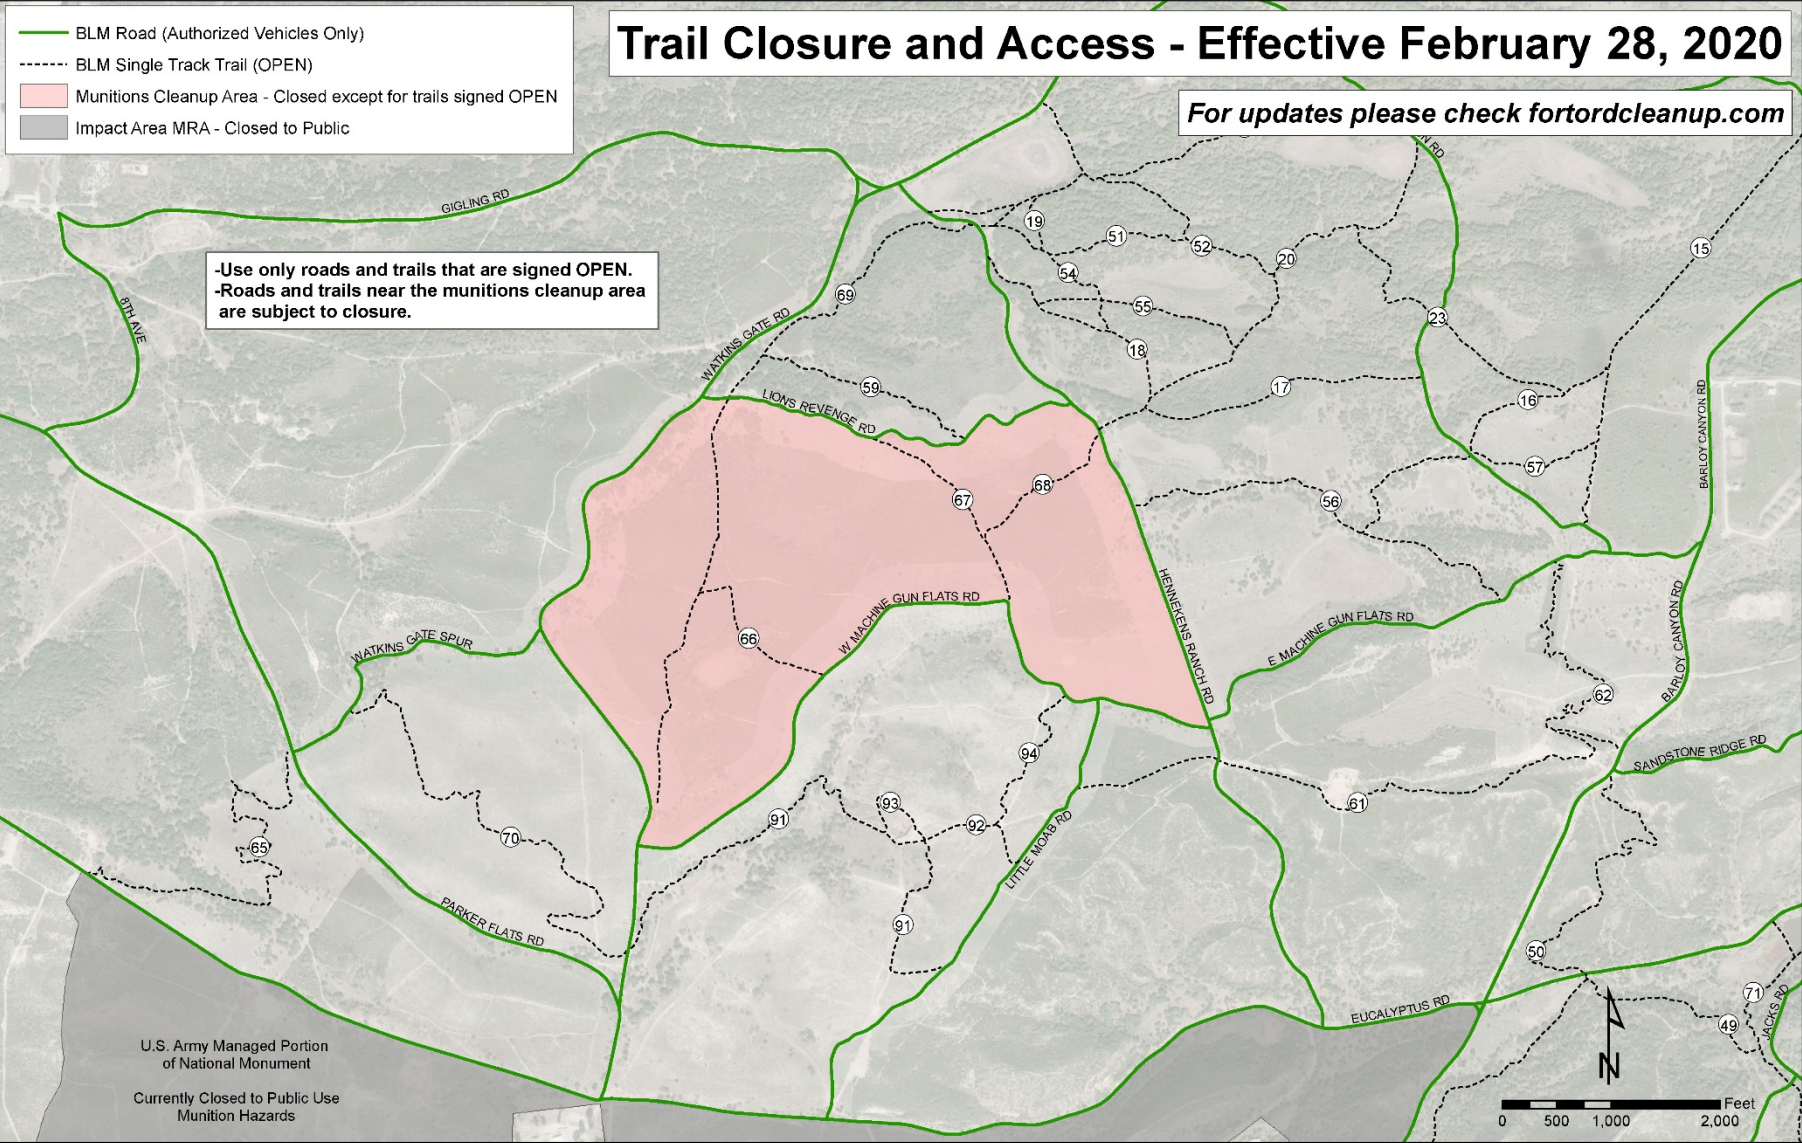 Trail Closure and Access - Effective February 28, 2020
For updates please check fortordcleanup.com
BLM Road (Authorized Vehicles Only)
BLM Single Track Trail (OPEN)
Munitions Cleanup Area - Closed except for trails signed OPEN
Impact Area MRA - Closed to Public
-Use only roads and trails that are signed OPEN.
-Roads and trails near the munitions cleanup area
are subject to closure.
GIGLING RD
8TH AVE
WATKINS GATE RD
LIONS REVENGE RD
N RD
BARLOY CANYON RD
HENNEKENS RANCH RD
W MACHINE GUN FLATS RD
E MACHINE GUN FLATS RD
BARLOY CANYON RD
WATKINS GATE SPUR
SANDSTONE RIDGE RD
LITTLE MOAB RD
PARKER FLATS RD
EUCALYPTUS RD
JACKS RD
19
51
52
20
15
54
69
55
23
18
59
17
16
57
67
68
56
66
62
94
61
91
93
92
70
65
91
50
71
49
U.S. Army Managed Portion
of National Monument
Currently Closed to Public Use
Munition Hazards
N
Feet
0 500 1,000 2,000